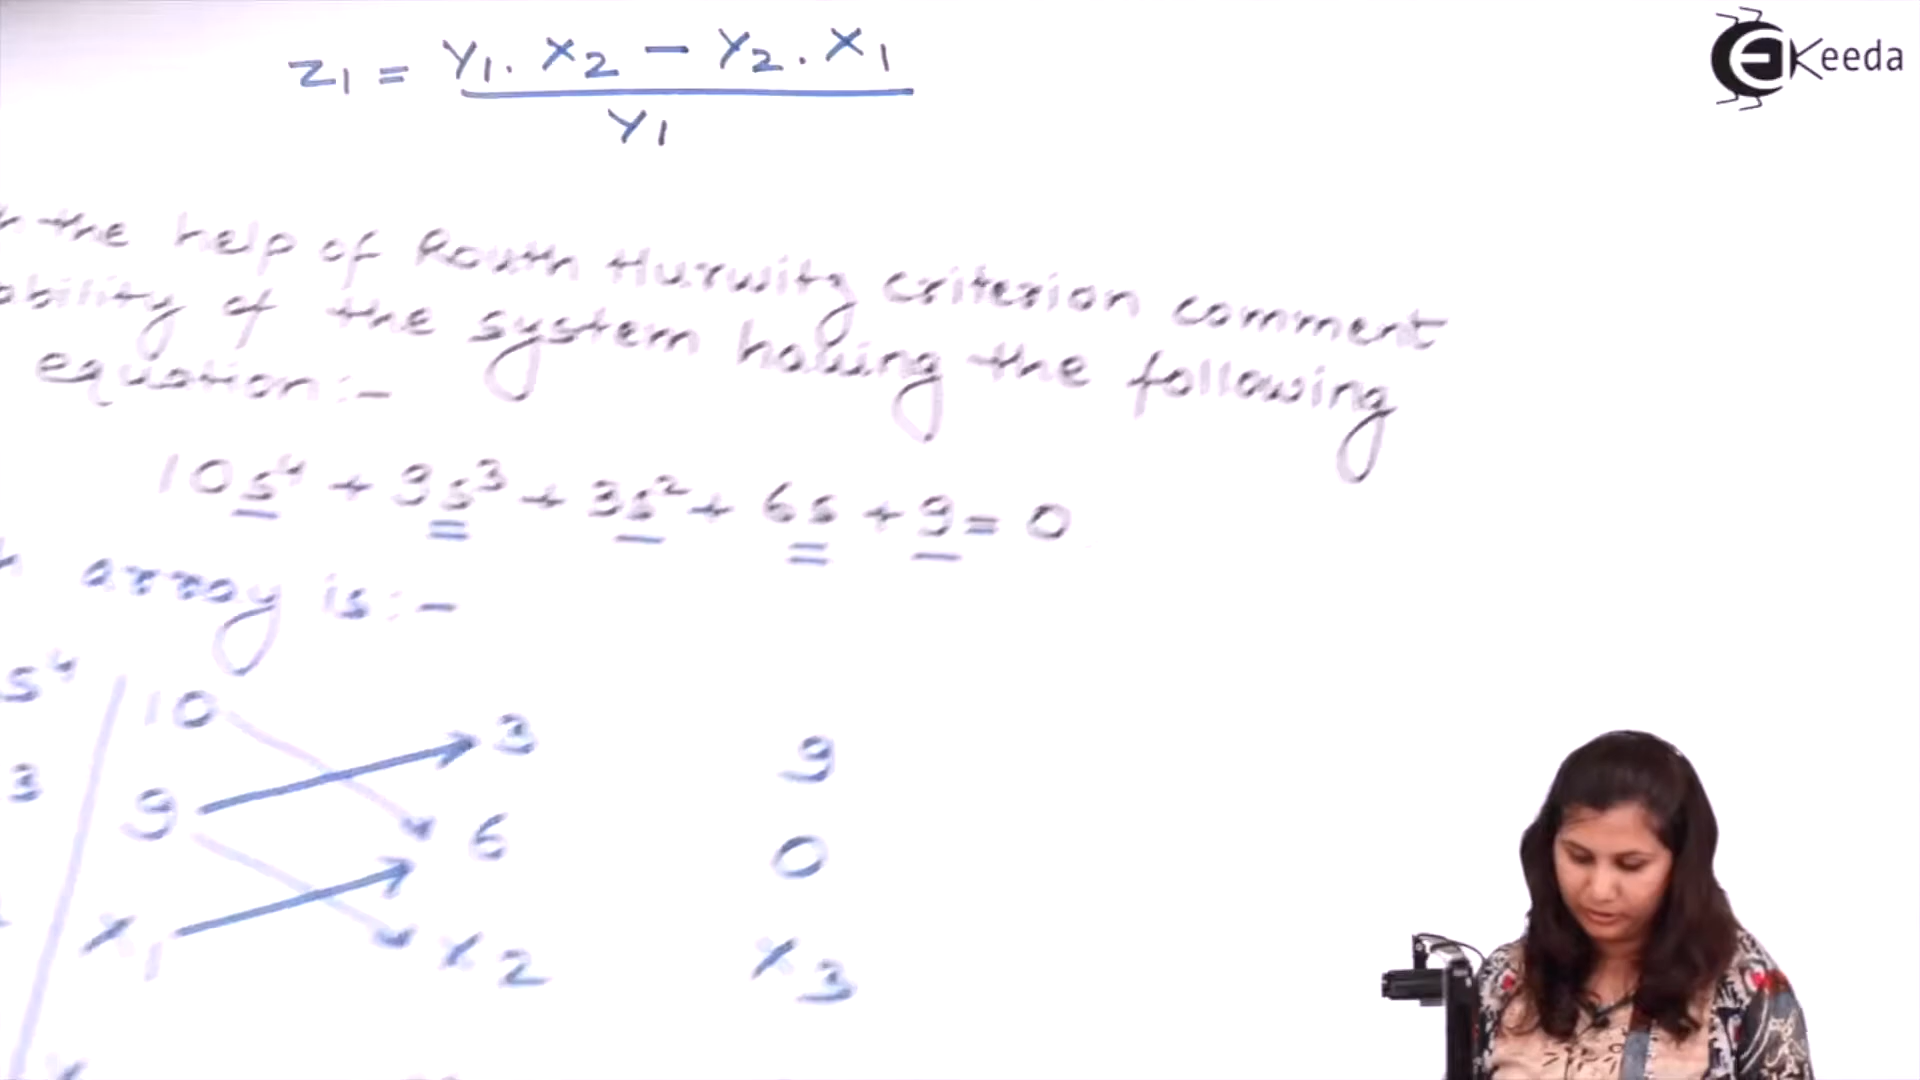 z1 = y1 . x2 - y2 . x1
y1
EKeeda
the help of Routh Hurwitz criterion comment
of the system having the following
equation:-
10s⁴ + 9s³ + 3s² + 6s + 9 = 0
array is:-
s⁴ 10 3 9
3 9 6 0
x1 x2 x3